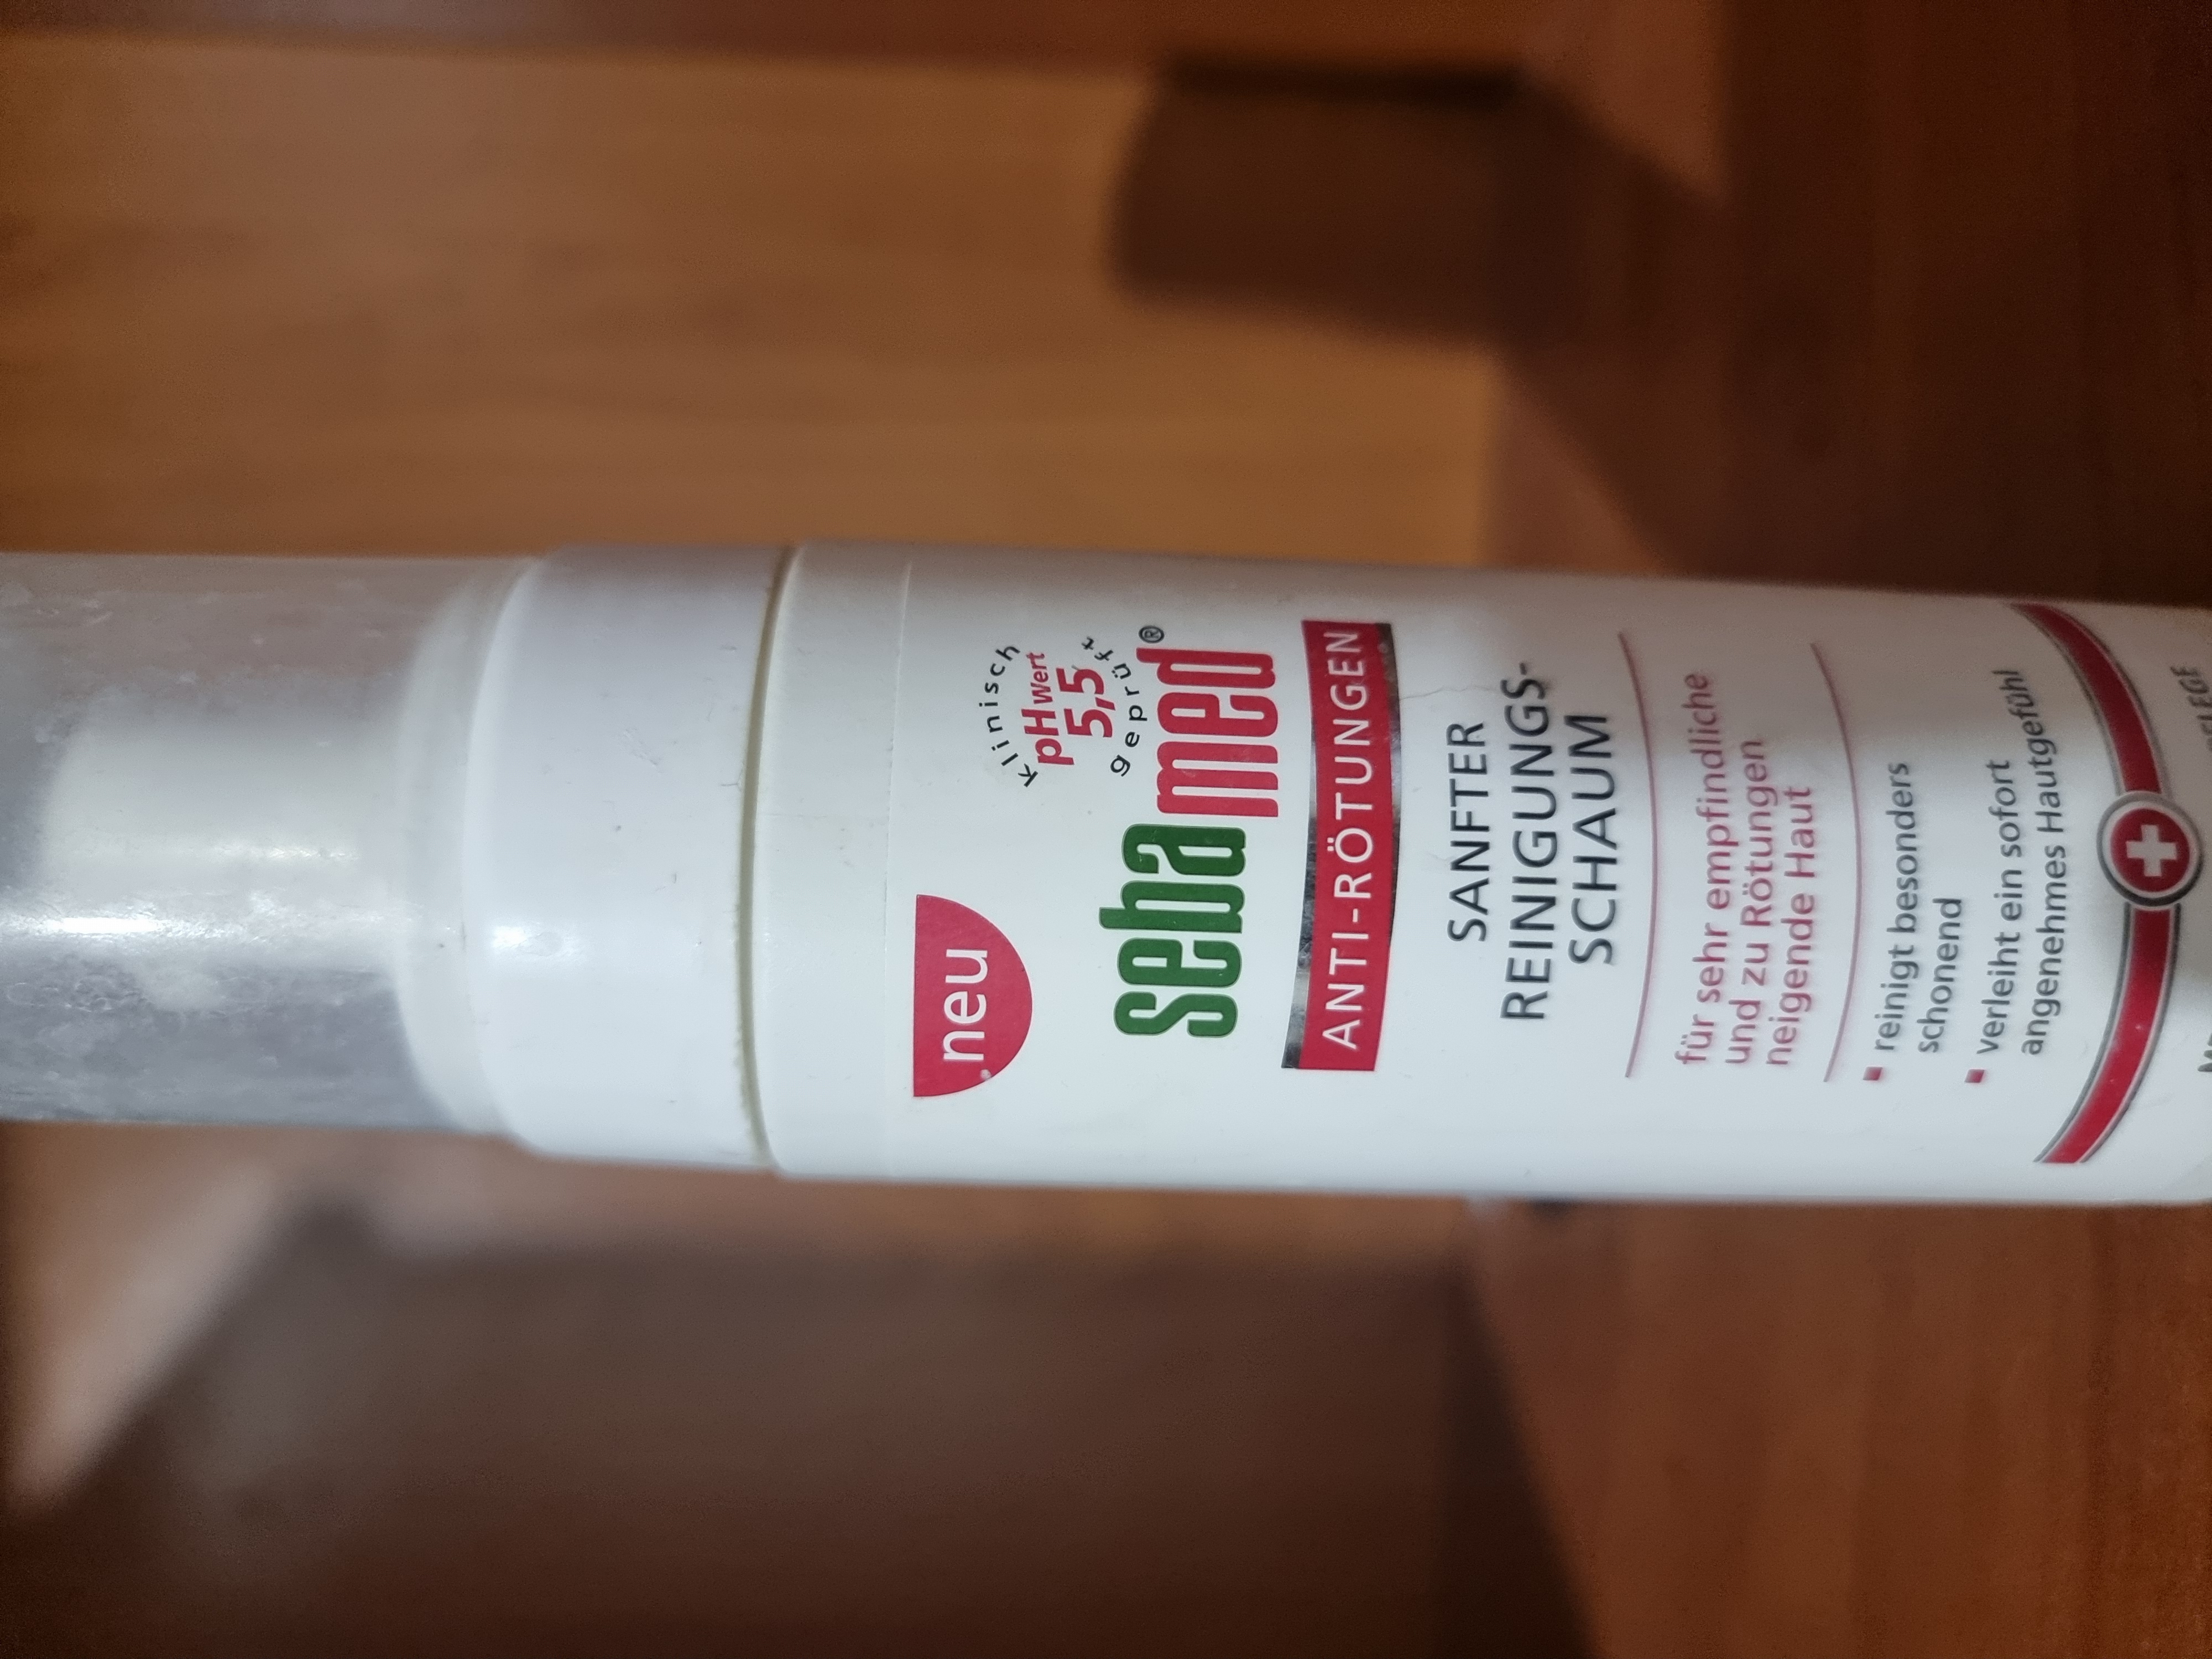 neu
klinisch
pH Wert
5,5
geprüft
sebamed®
ANTI-RÖTUNGEN
SANFTER
REINIGUNGS-
SCHAUM
für sehr empfindliche
und zu Rötungen
neigende Haut
reinigt besonders
schonend
verleiht ein sofort
angenehmes Hautgefühl